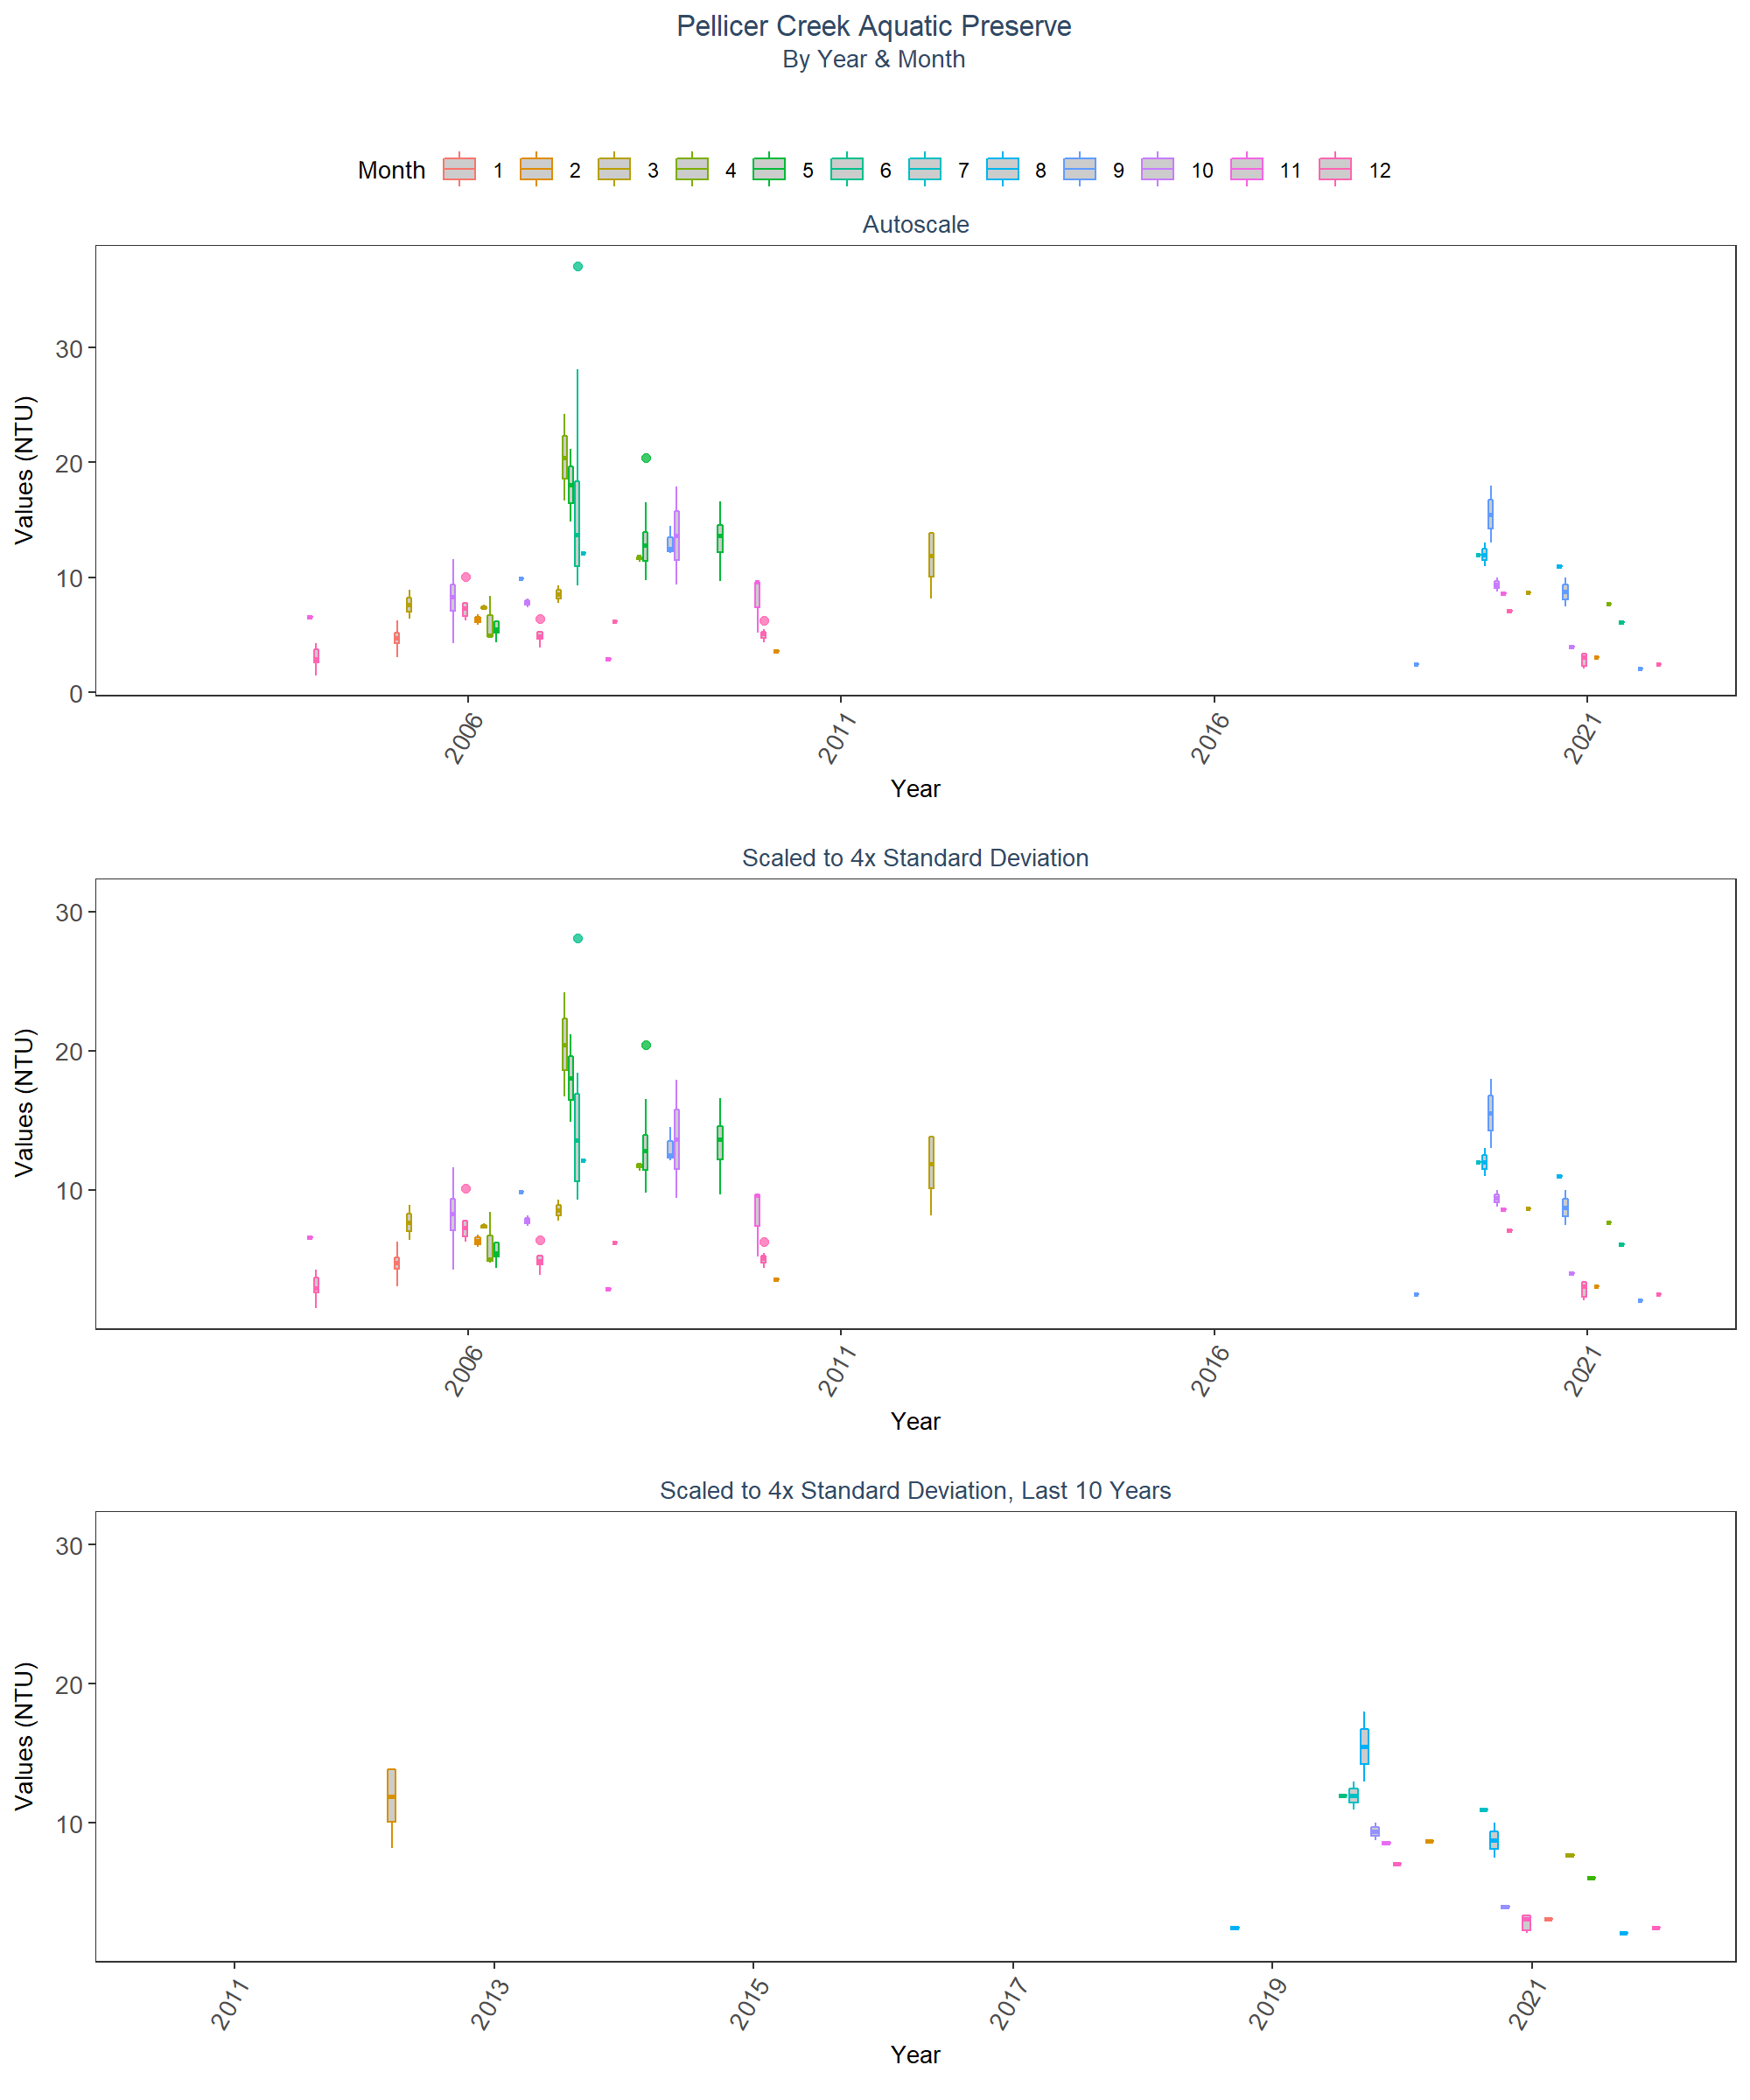 Pellicer Creek Aquatic Preserve
By Year & Month
Month 1 2 3 4 5 6 7 8 9 10 11 12
Autoscale
Values (NTU)
30
20
10
0
2006 2011 2016 2021
Year
Scaled to 4x Standard Deviation
Values (NTU)
30
20
10
2006 2011 2016 2021
Year
Scaled to 4x Standard Deviation, Last 10 Years
Values (NTU)
30
20
10
2011 2013 2015 2017 2019 2021
Year